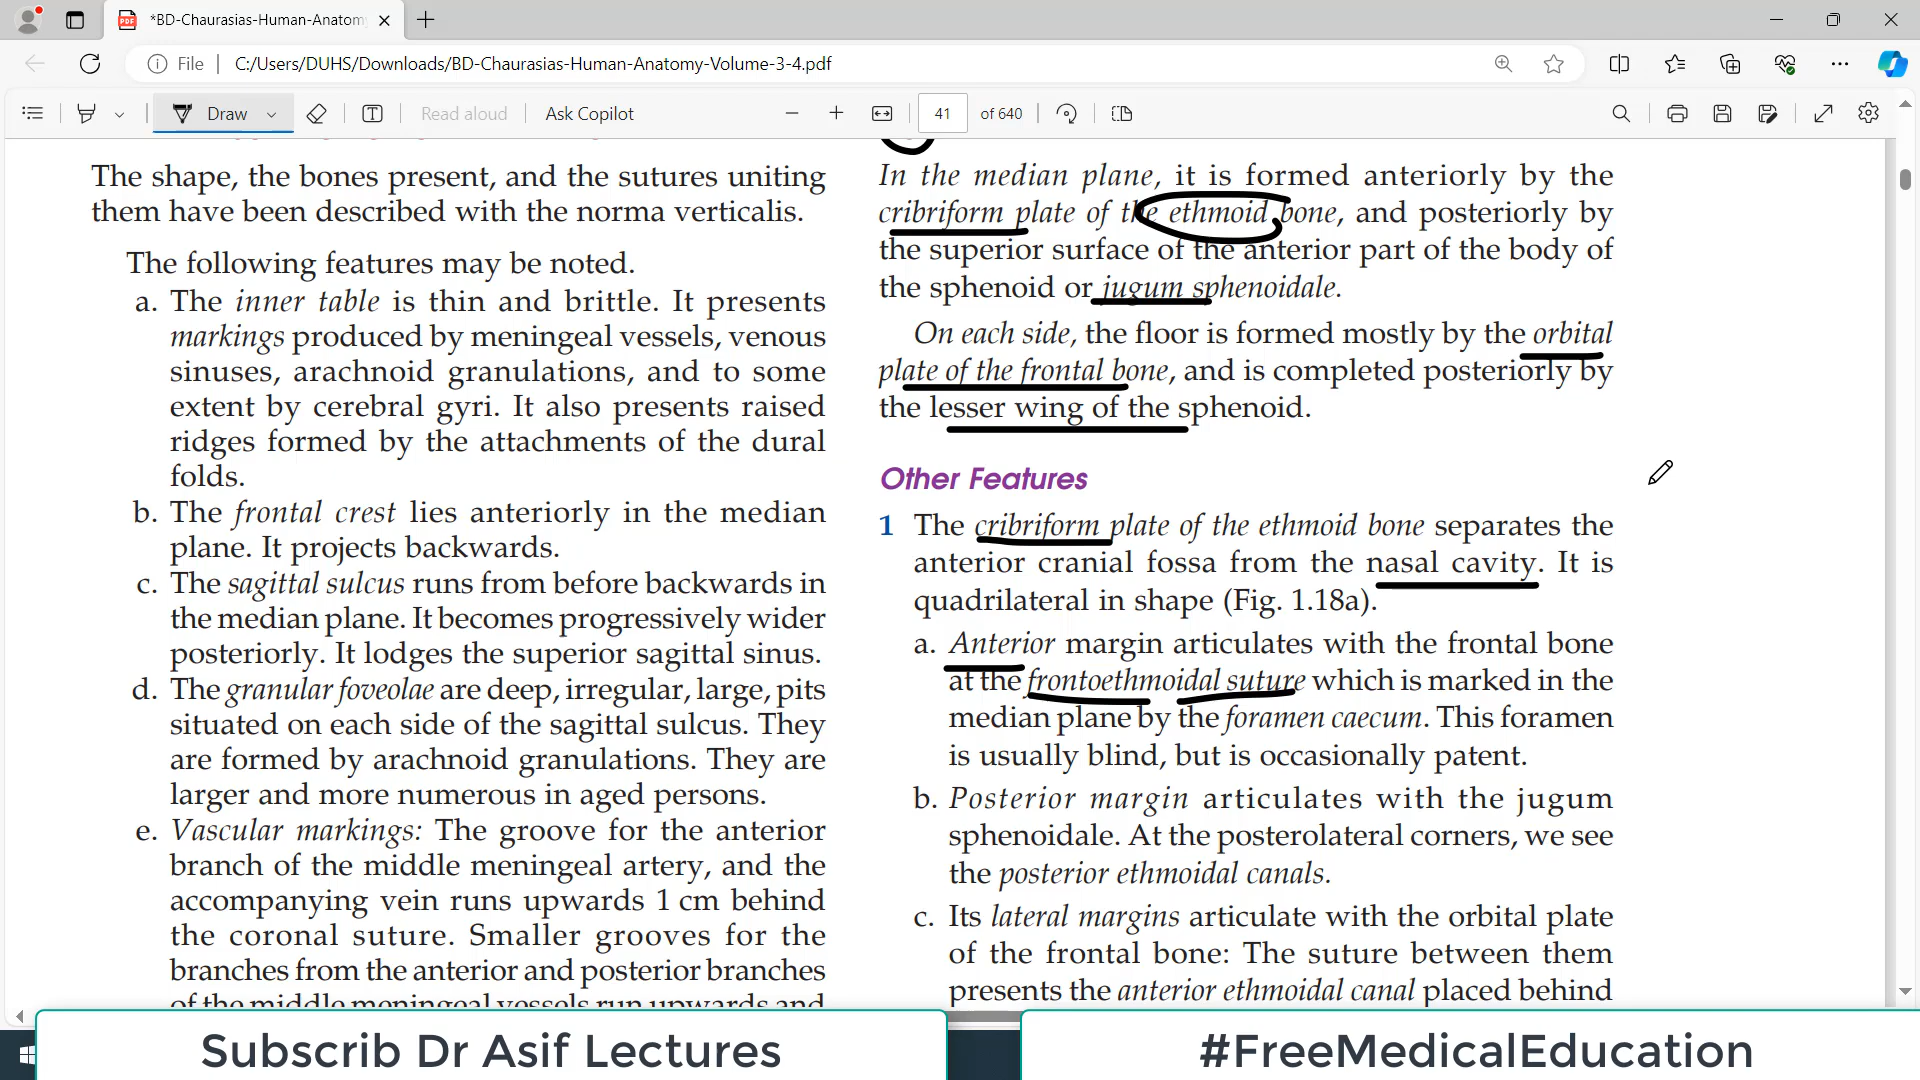 *BD-Chaurasias-Human-Anatom
File
C:/Users/DUHS/Downloads/BD-Chaurasias-Human-Anatomy-Volume-3-4.pdf
Draw
Read aloud
Ask Copilot
41
of 640
The shape, the bones present, and the sutures uniting
them have been described with the norma verticalis.
The following features may be noted.
a. The inner table is thin and brittle. It presents
markings produced by meningeal vessels, venous
sinuses, arachnoid granulations, and to some
extent by cerebral gyri. It also presents raised
ridges formed by the attachments of the dural
folds.
b. The frontal crest lies anteriorly in the median
plane. It projects backwards.
c. The sagittal sulcus runs from before backwards in
the median plane. It becomes progressively wider
posteriorly. It lodges the superior sagittal sinus.
d. The granular foveolae are deep, irregular, large, pits
situated on each side of the sagittal sulcus. They
are formed by arachnoid granulations. They are
larger and more numerous in aged persons.
e. Vascular markings: The groove for the anterior
branch of the middle meningeal artery, and the
accompanying vein runs upwards 1 cm behind
the coronal suture. Smaller grooves for the
branches from the anterior and posterior branches
of the middle meningeal vessels run upwards and
In the median plane, it is formed anteriorly by the
cribriform plate of the ethmoid bone, and posteriorly by
the superior surface of the anterior part of the body of
the sphenoid or jugum sphenoidale.
On each side, the floor is formed mostly by the orbital
plate of the frontal bone, and is completed posteriorly by
the lesser wing of the sphenoid.
Other Features
1 The cribriform plate of the ethmoid bone separates the
anterior cranial fossa from the nasal cavity. It is
quadrilateral in shape (Fig. 1.18a).
a. Anterior margin articulates with the frontal bone
at the frontoethmoidal suture which is marked in the
median plane by the foramen caecum. This foramen
is usually blind, but is occasionally patent.
b. Posterior margin articulates with the jugum
sphenoidale. At the posterolateral corners, we see
the posterior ethmoidal canals.
c. Its lateral margins articulate with the orbital plate
of the frontal bone: The suture between them
presents the anterior ethmoidal canal placed behind
Subscrib Dr Asif Lectures
#FreeMedicalEducation